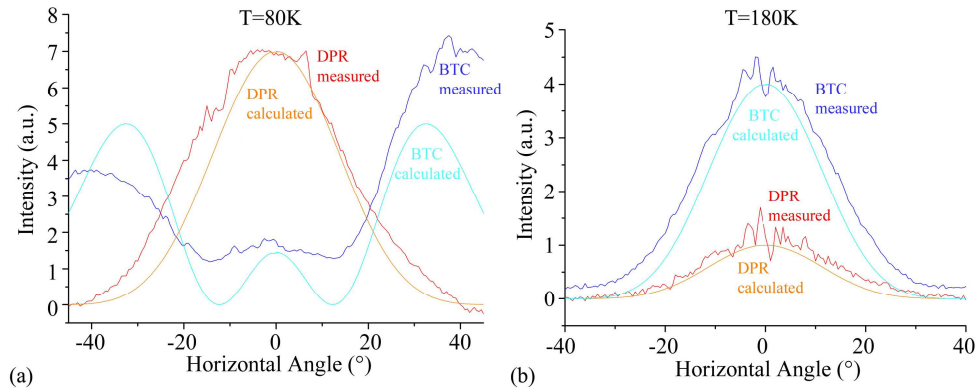 T=80K
8
7
6
5
4
3
2
1
0
Intensity (a.u.)
DPR
measured
DPR
calculated
BTC
measured
BTC
calculated
-40
-20
0
20
40
Horizontal Angle (°)
(a)
T=180K
5
4
3
2
1
0
Intensity (a.u.)
BTC
measured
BTC
calculated
DPR
measured
DPR
calculated
-40
-20
0
20
40
Horizontal Angle (°)
(b)